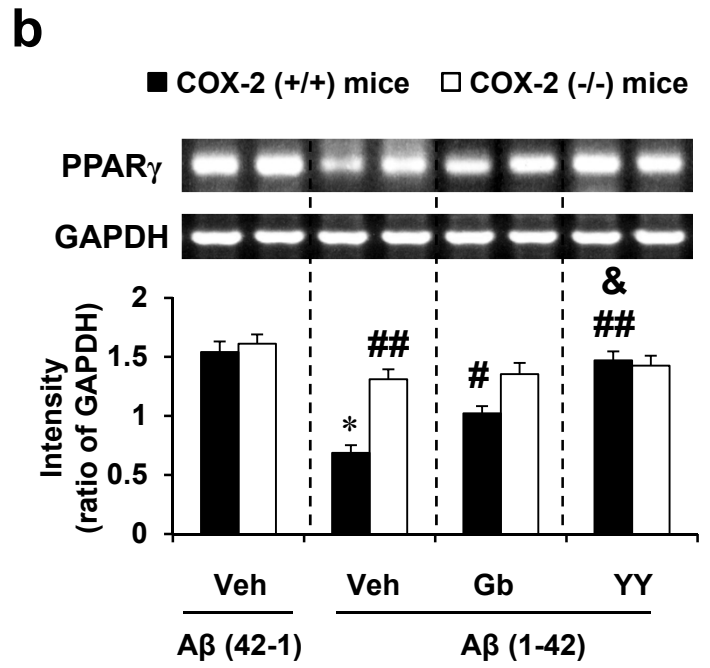 b
COX-2 (+/+) mice COX-2 (-/-) mice
PPARγ
GAPDH
Intensity
(ratio of GAPDH)
2
1.5
1
0.5
0
*
##
#
&
##
Veh Veh Gb YY
Aβ (42-1) Aβ (1-42)